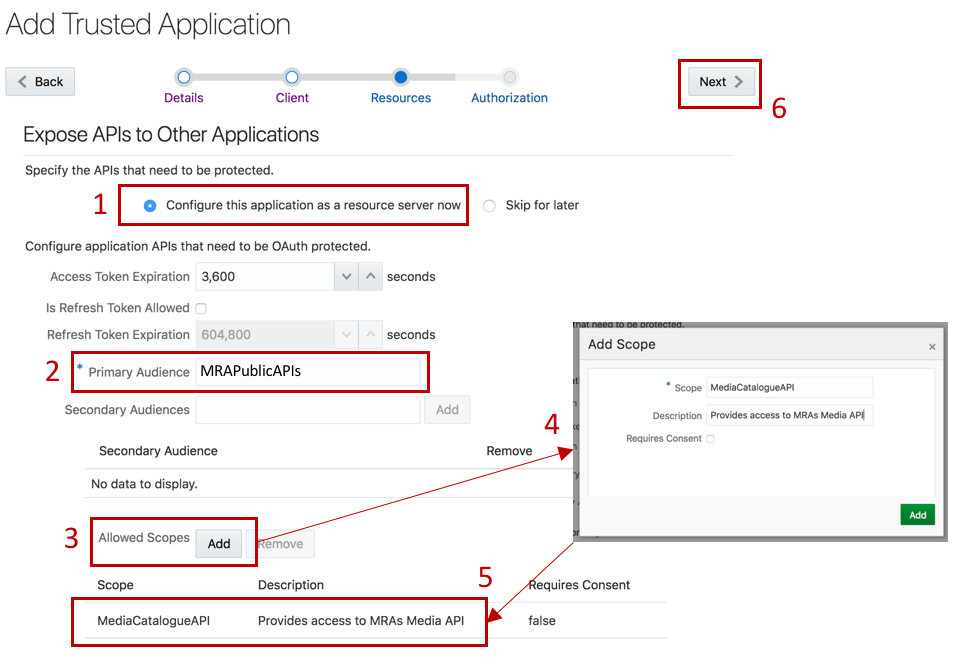 Add Trusted Application
Back
Details
Client
Resources
Authorization
Next
6
Expose APIs to Other Applications
Specify the APIs that need to be protected.
1
Configure this application as a resource server now
Skip for later
Configure application APIs that need to be OAuth protected.
Access Token Expiration 3,600 seconds
Is Refresh Token Allowed
Refresh Token Expiration 604,800 seconds
2
* Primary Audience MRAPublicAPIs
Secondary Audiences
Add
Secondary Audience
Remove
No data to display.
3
Allowed Scopes
Add
Remove
4
that need to be protected.
Add Scope
×
* Scope MediaCatalogueAPI
Description Provides access to MRAs Media API
Requires Consent
Add
5
Scope Description Requires Consent
MediaCatalogueAPI Provides access to MRAs Media API false